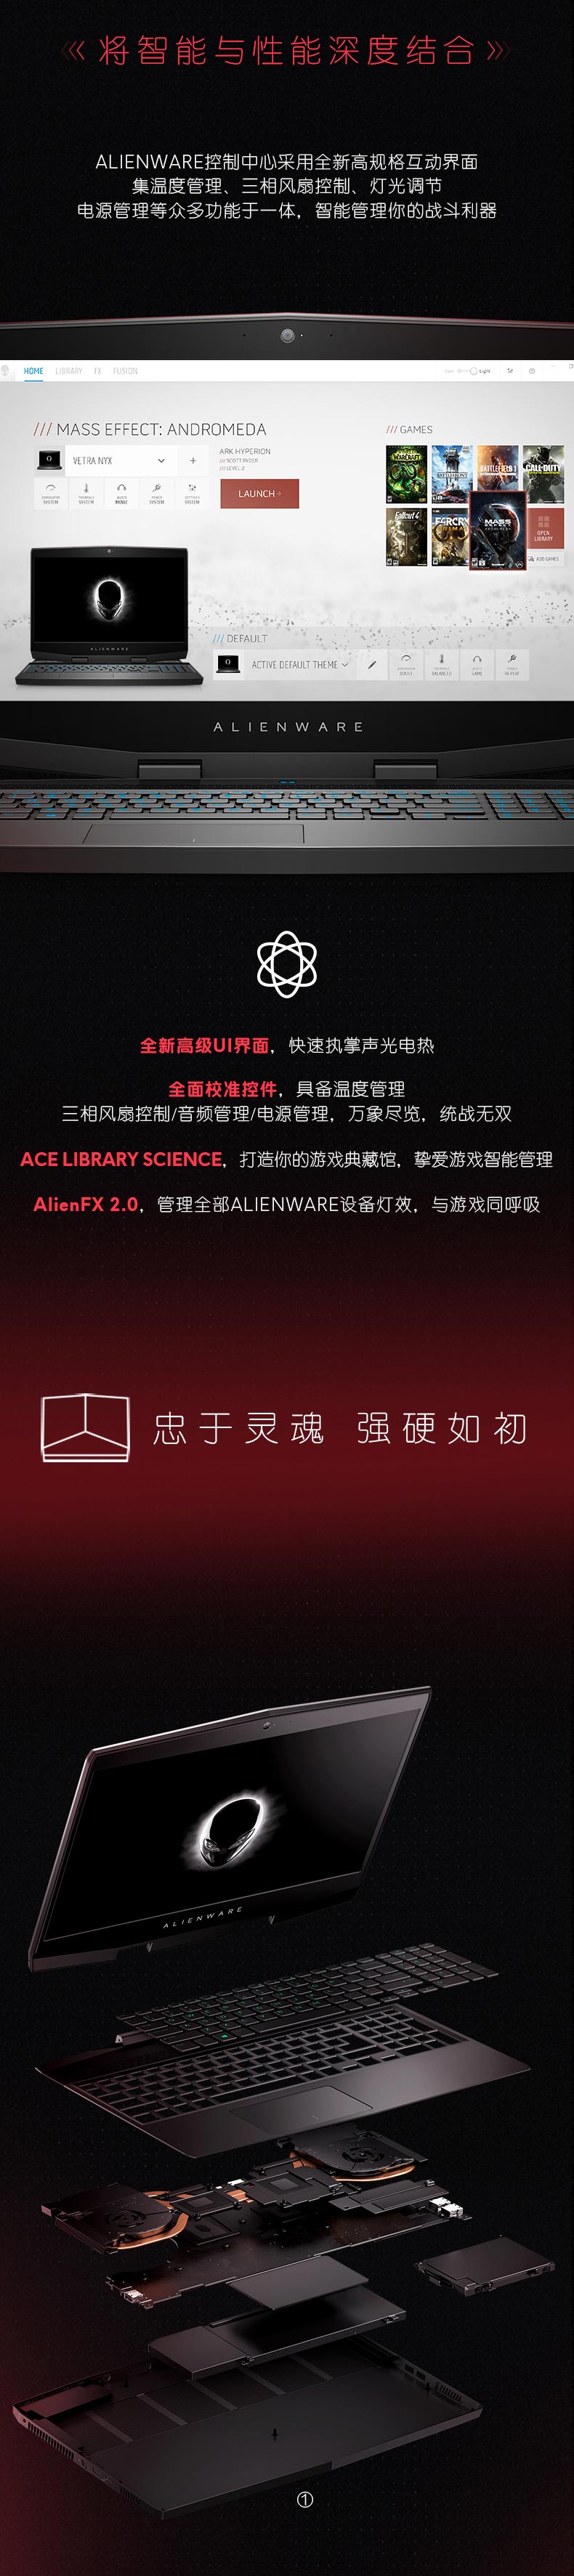 将智能与性能深度结合
ALIENWARE控制中心采用全新高规格互动界面
集温度管理、三相风扇控制、灯光调节
电源管理等众多功能于一体，智能管理你的战斗利器
HOME LIBRARY FX FUSION
Light
/// MASS EFFECT: ANDROMEDA
/// GAMES
VETRA NYX
ARK HYPERION
/// SCOTT RYDER
/// LEVEL 2
LAUNCH
OPEN
LIBRARY
ADD GAMES
ALIENWARE
/// DEFAULT
ACTIVE DEFAULT THEME
ALIENWARE
全新高级UI界面，快速执掌声光电热
全面校准控件，具备温度管理
三相风扇控制/音频管理/电源管理，万象尽览，统战无双
ACE LIBRARY SCIENCE，打造你的游戏典藏馆，挚爱游戏智能管理
AlienFX 2.0，管理全部ALIENWARE设备灯效，与游戏同呼吸
忠于灵魂 强硬如初
ALIENWARE
①